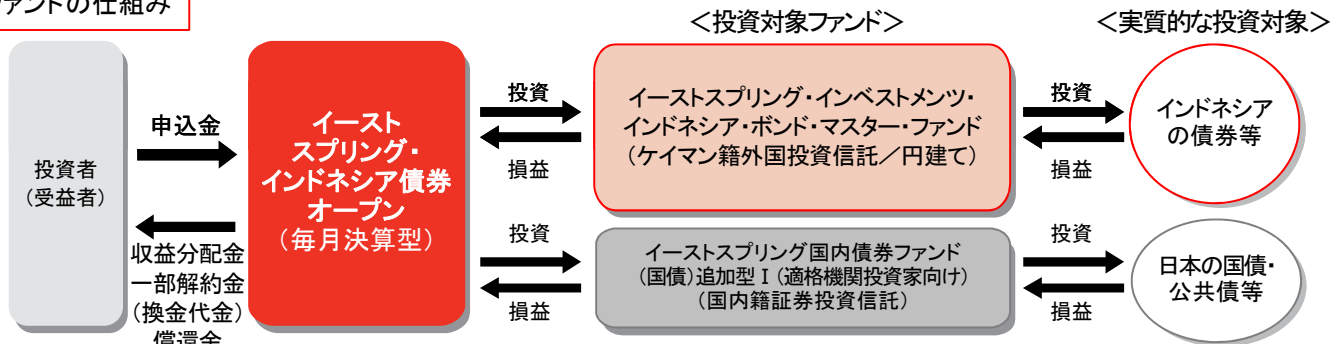 ファンドの仕組み
＜投資対象ファンド＞
＜実質的な投資対象＞
投資者
（受益者）
申込金
収益分配金
一部解約金
（換金代金）
償還金
イースト
スプリング・
インドネシア債券
オープン
（毎月決算型）
投資
損益
イーストスプリング・インベストメンツ・
インドネシア・ボンド・マスター・ファンド
（ケイマン籍外国投資信託／円建て）
投資
損益
インドネシア
の債券等
投資
損益
イーストスプリング国内債券ファンド
（国債）追加型Ⅰ（適格機関投資家向け）
（国内籍証券投資信託）
投資
損益
日本の国債・
公共債等